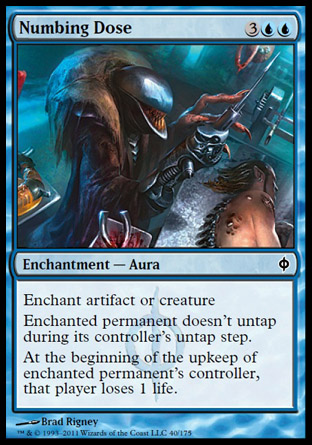 Numbing Dose 3
Enchantment — Aura
Enchant artifact or creature
Enchanted permanent doesn't untap
during its controller's untap step.
At the beginning of the upkeep of
enchanted permanent's controller,
that player loses 1 life.
Brad Rigney
™ & © 1993–2011 Wizards of the Coast LLC 40/175